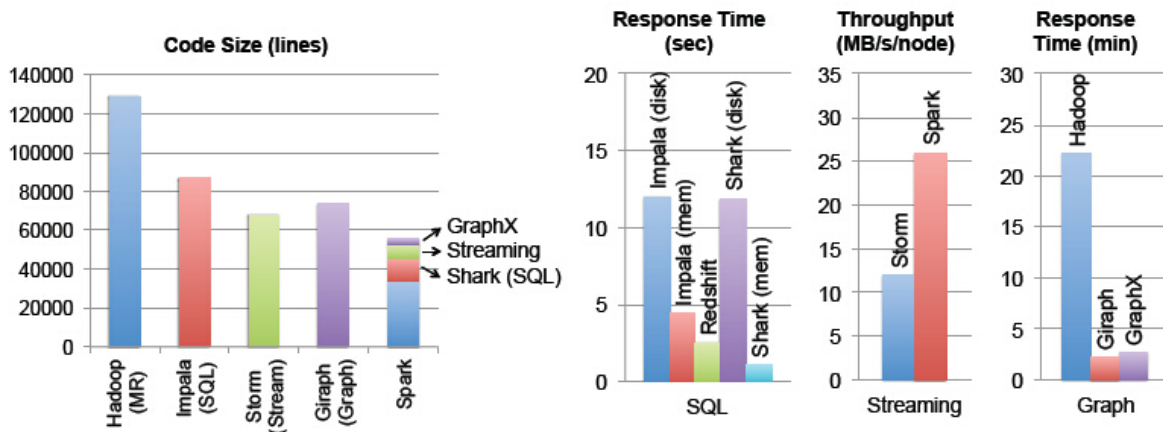 Code Size (lines)
140000
120000
100000
80000
60000
40000
20000
0
GraphX
Streaming
Shark (SQL)
Hadoop
(MR)
Impala
(SQL)
Storm
(Stream)
Giraph
(Graph)
Spark
Response Time
(sec)
20
15
10
5
0
Impala (disk)
Impala (mem)
Redshift
Shark (disk)
Shark (mem)
SQL
Throughput
(MB/s/node)
35
30
25
20
15
10
5
0
Storm
Spark
Streaming
Response
Time (min)
30
25
20
15
10
5
0
Hadoop
Giraph
GraphX
Graph